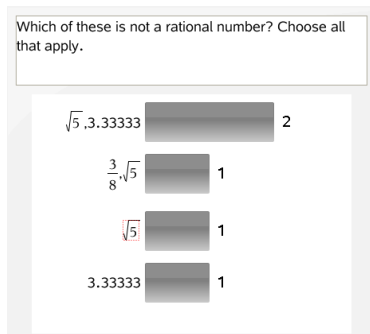 Which of these is not a rational number? Choose all
that apply.
√5,3.33333 2
3/8,√5 1
√5 1
3.33333 1